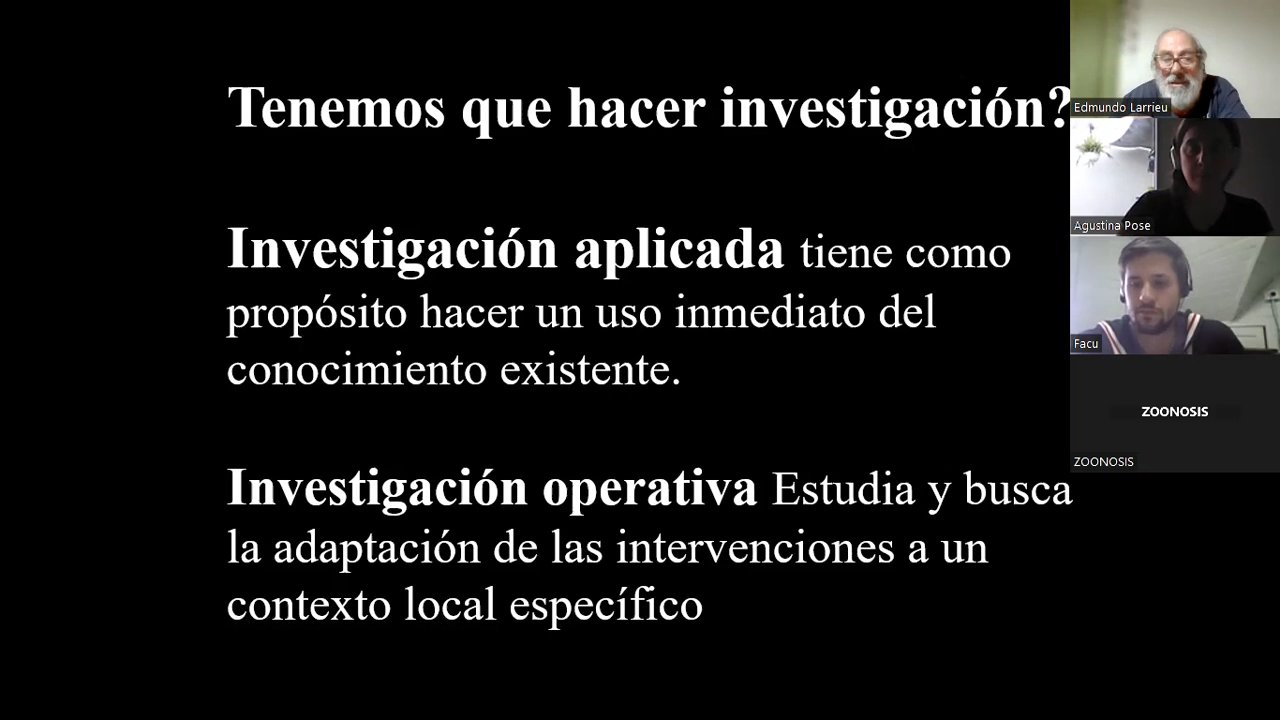 Tenemos que hacer investigación?
Investigación aplicada tiene como
propósito hacer un uso inmediato del
conocimiento existente.
Investigación operativa Estudia y busca
la adaptación de las intervenciones a un
contexto local específico
Edmundo Larrieu
Agustina Pose
Facu
ZOONOSIS
ZOONOSIS